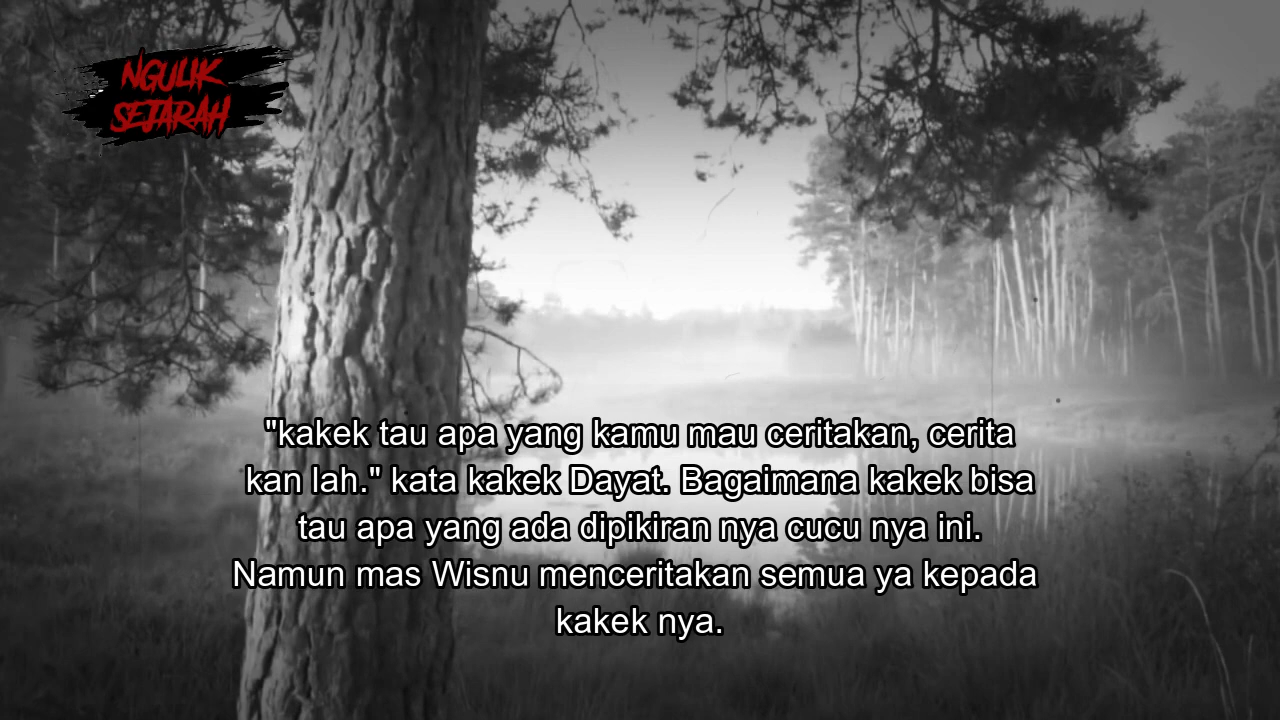 NGULIK
SEJARAH
"kakek tau apa yang kamu mau ceritakan, cerita
kan lah." kata kakek Dayat. Bagaimana kakek bisa
tau apa yang ada dipikiran nya cucu nya ini.
Namun mas Wisnu menceritakan semua ya kepada
kakek nya.